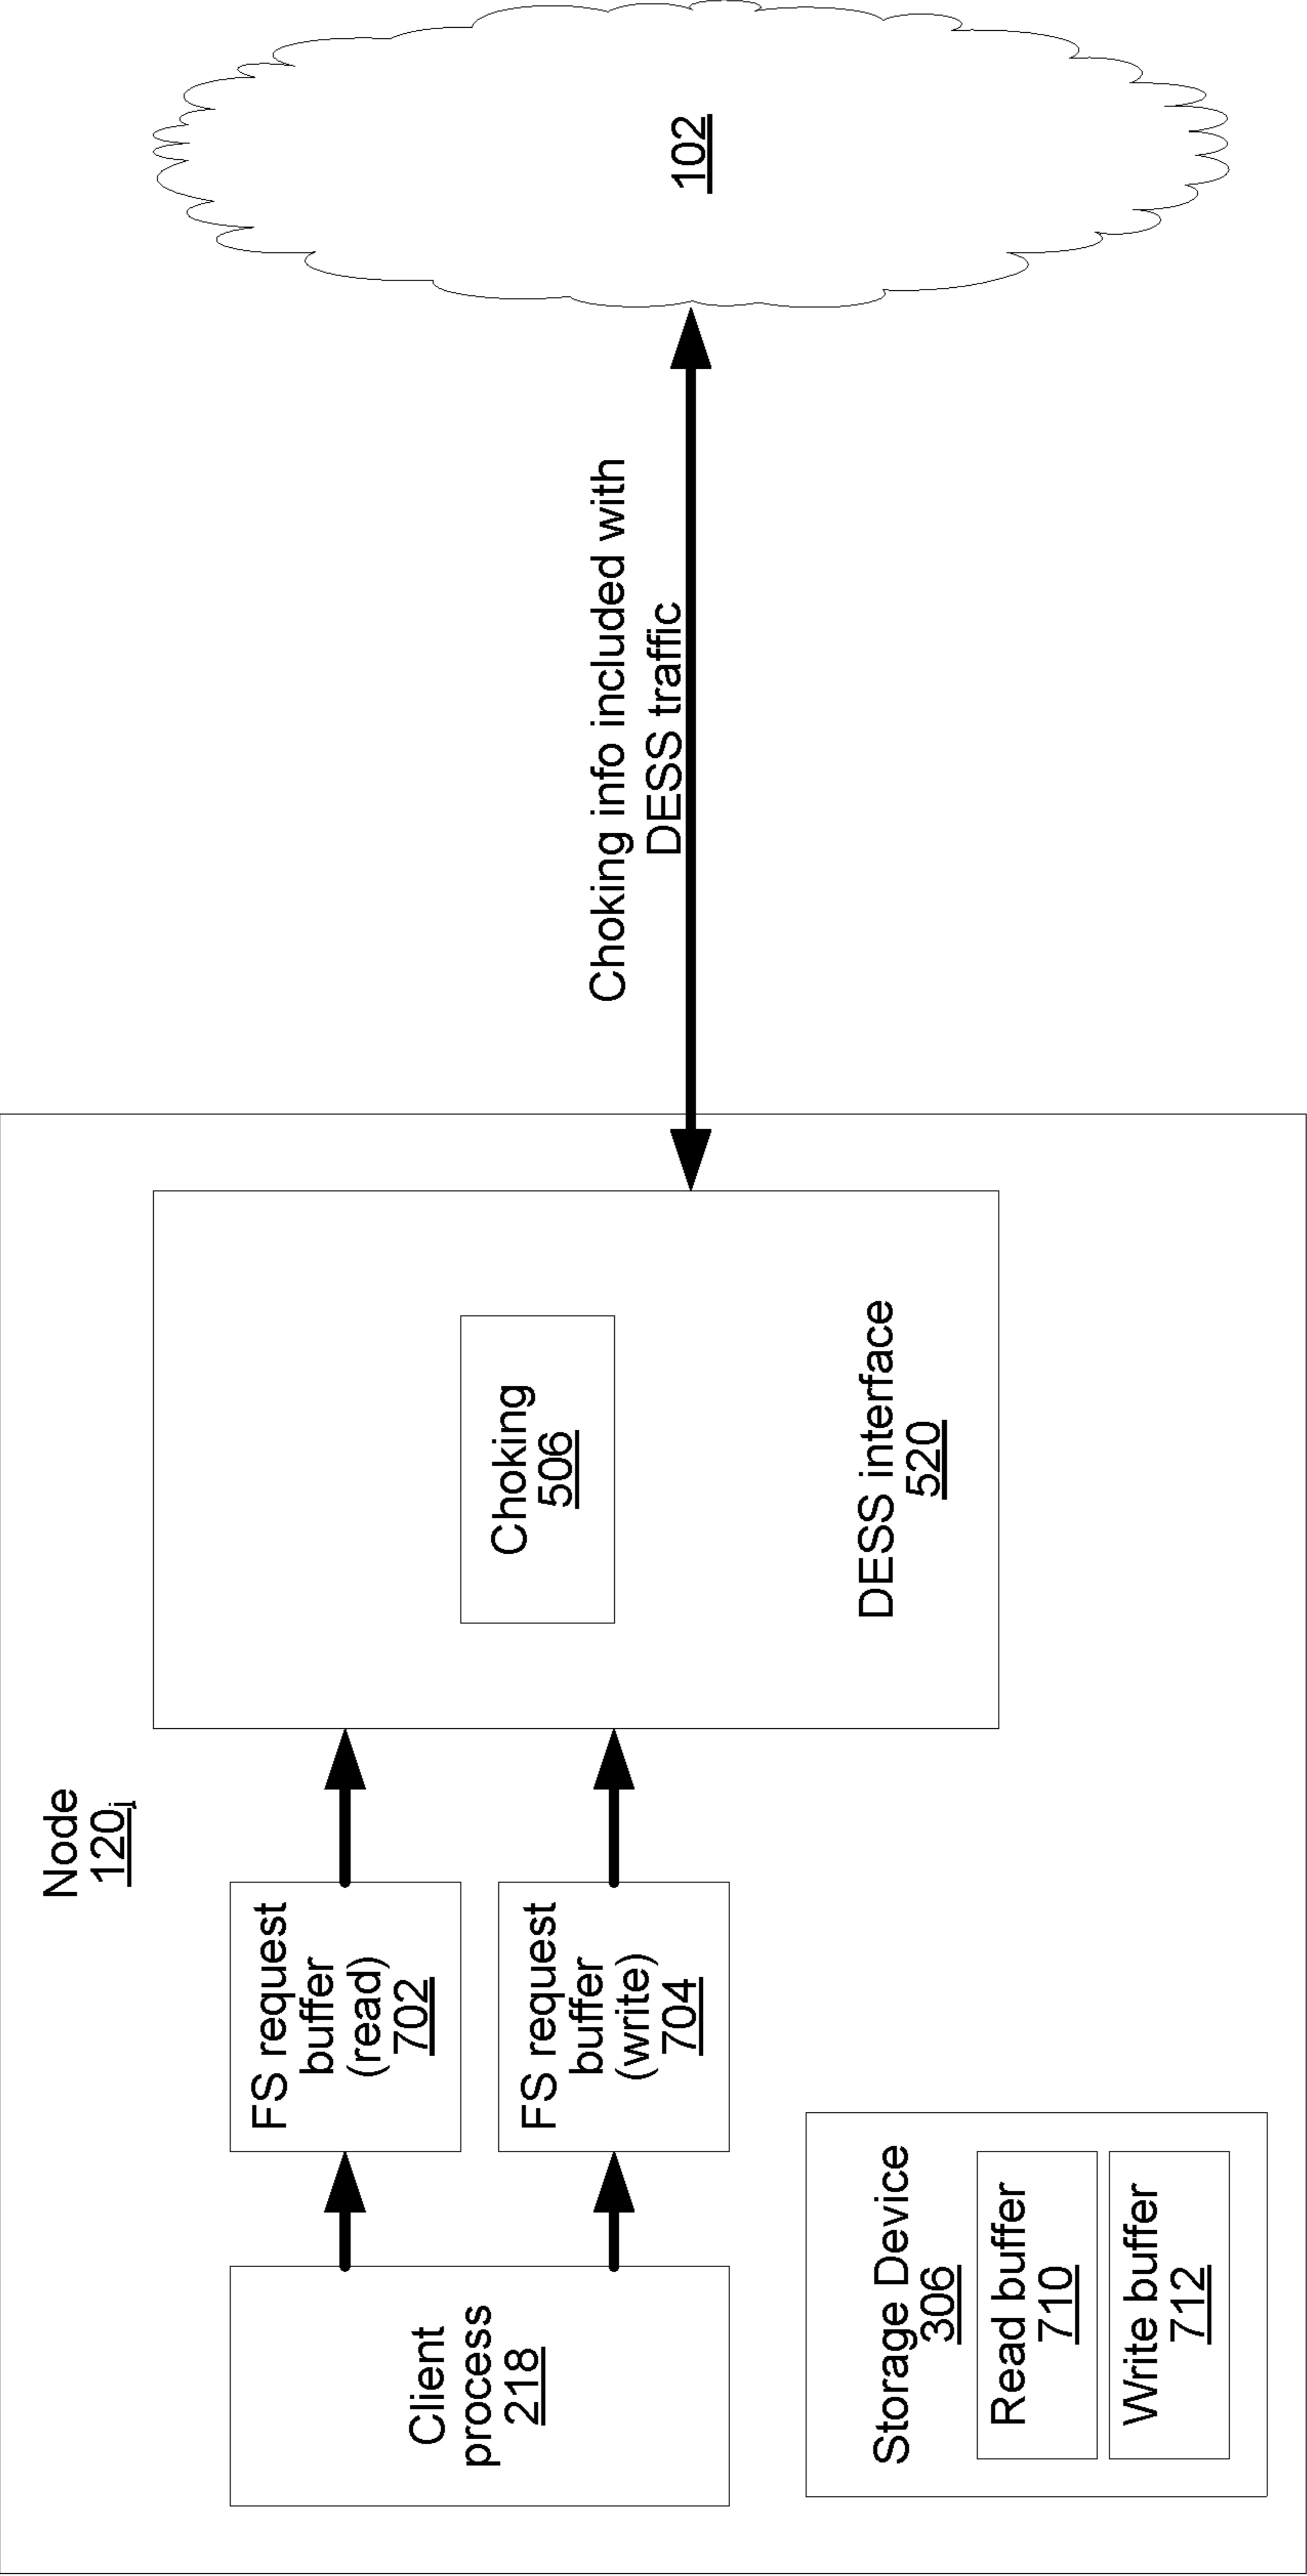 Node
120j
Client
process
218
FS request
buffer
(read)
702
FS request
buffer
(write)
704
Choking
506
DESS interface
520
Storage Device
306
Read buffer
710
Write buffer
712
Choking info included with
DESS traffic
102